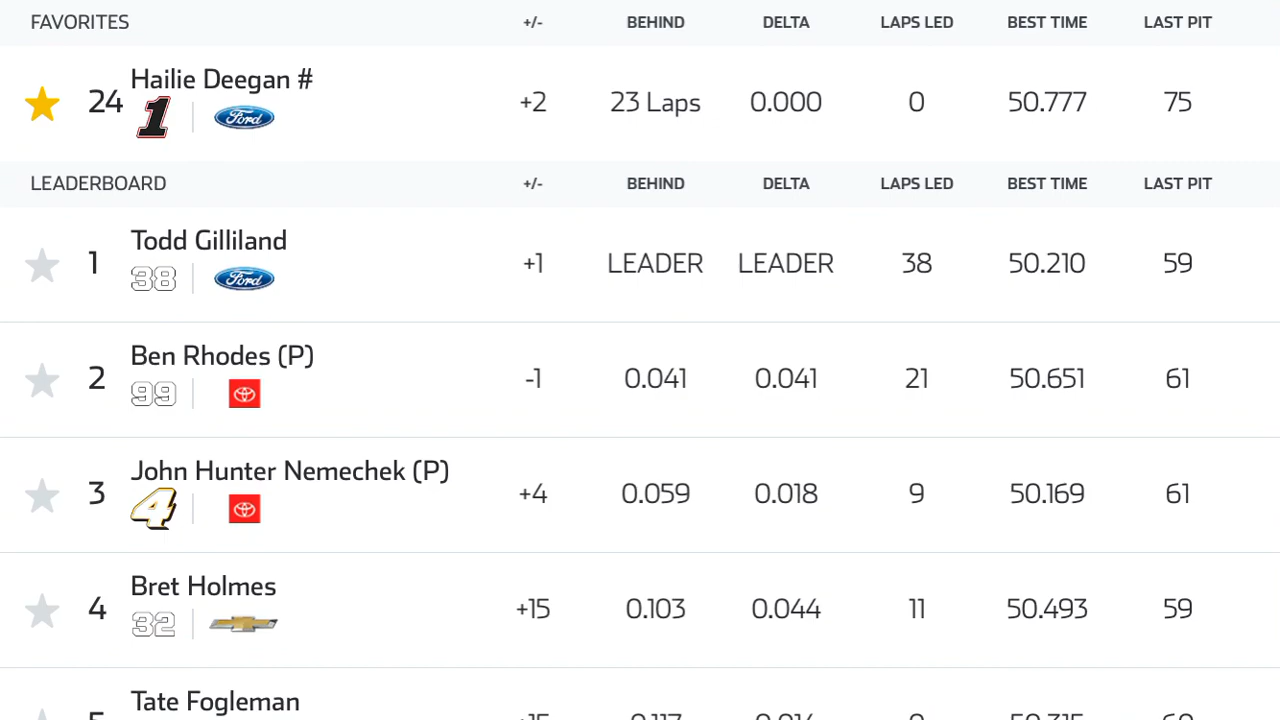 FAVORITES +/- BEHIND DELTA LAPS LED BEST TIME LAST PIT
Hailie Deegan #
24 +2 23 Laps 0.000 0 50.777 75
1 Ford
LEADERBOARD +/- BEHIND DELTA LAPS LED BEST TIME LAST PIT
Todd Gilliland
1 +1 LEADER LEADER 38 50.210 59
38 Ford
Ben Rhodes (P)
2 -1 0.041 0.041 21 50.651 61
99
John Hunter Nemechek (P)
3 +4 0.059 0.018 9 50.169 61
4
Bret Holmes
4 +15 0.103 0.044 11 50.493 59
32
Tate Fogleman